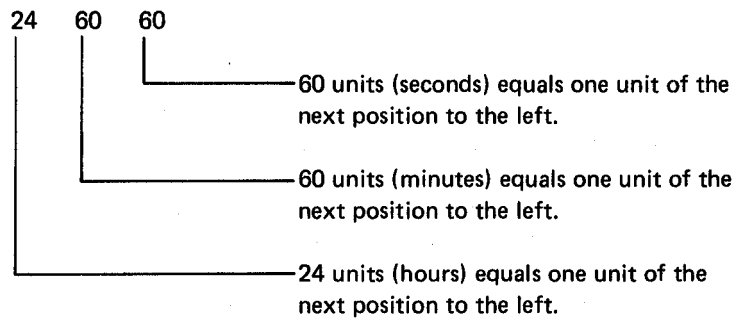 24 60 60
60 units (seconds) equals one unit of the
next position to the left.
60 units (minutes) equals one unit of the
next position to the left.
24 units (hours) equals one unit of the
next position to the left.